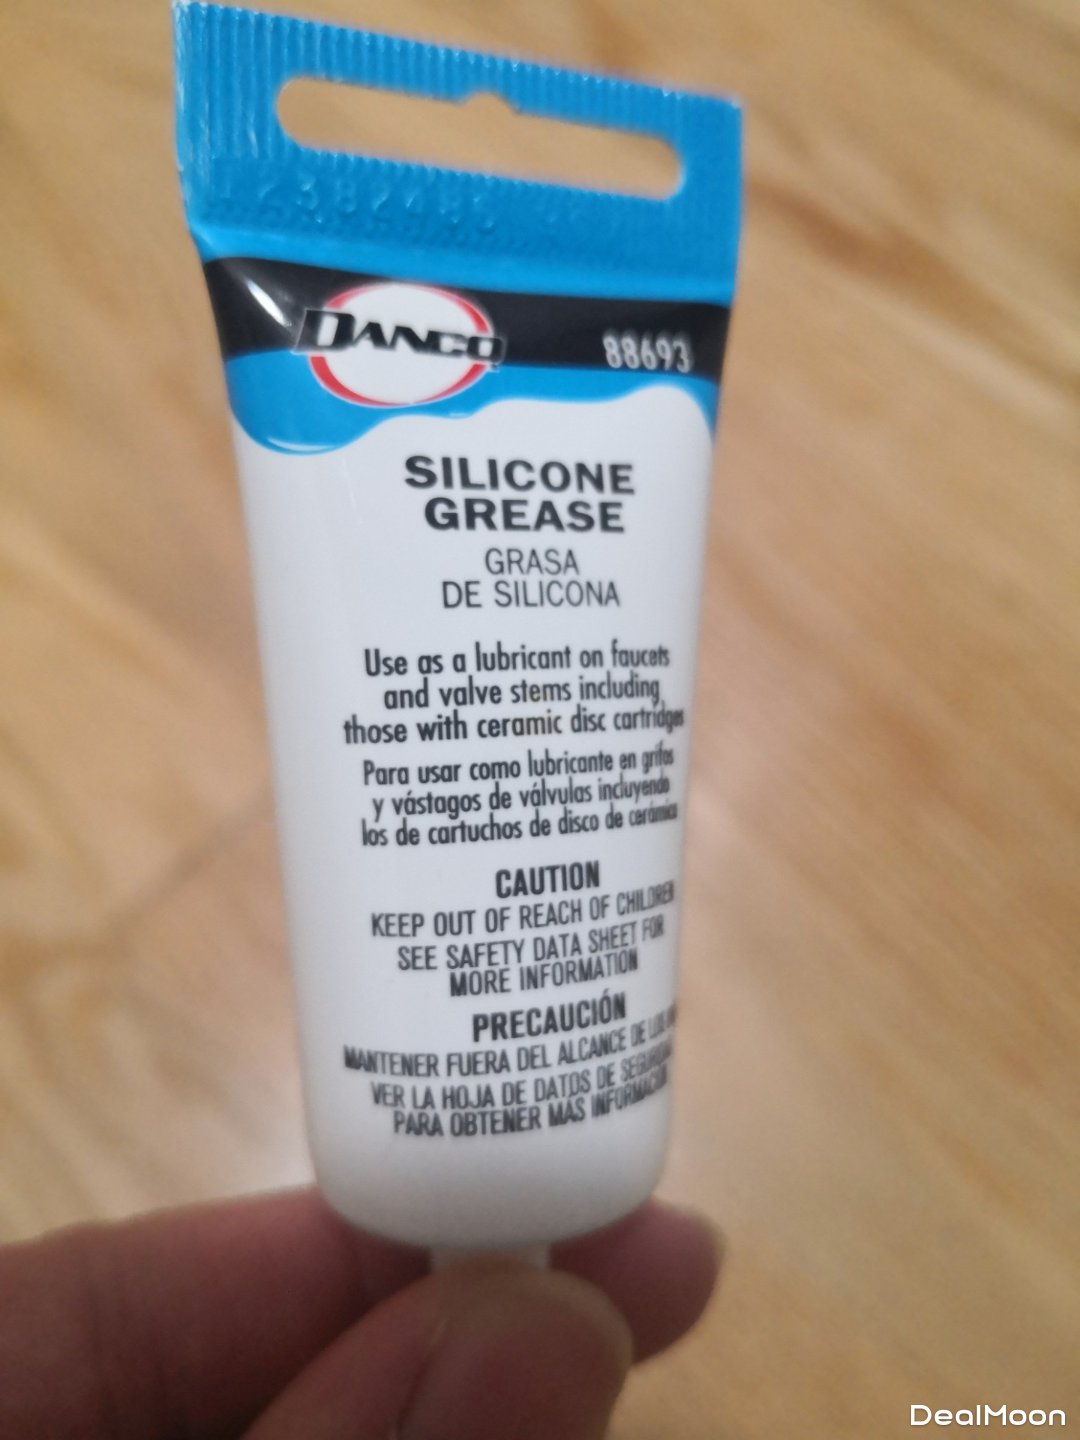 DANCO
88693
SILICONE
GREASE
GRASA
DE SILICONA
Use as a lubricant on faucets
and valve stems including
those with ceramic disc cartridges
Para usar como lubricante en grifos
y vástagos de válvulas incluyendo
los de cartuchos de disco de cerámica
CAUTION
KEEP OUT OF REACH OF CHILDREN
SEE SAFETY DATA SHEET FOR
MORE INFORMATION
PRECAUCIÓN
MANTENER FUERA DEL ALCANCE DE
VER LA HOJA DE DATOS DE SEGURIDAD
PARA OBTENER MÁS INFORMACIÓN
DealMoon